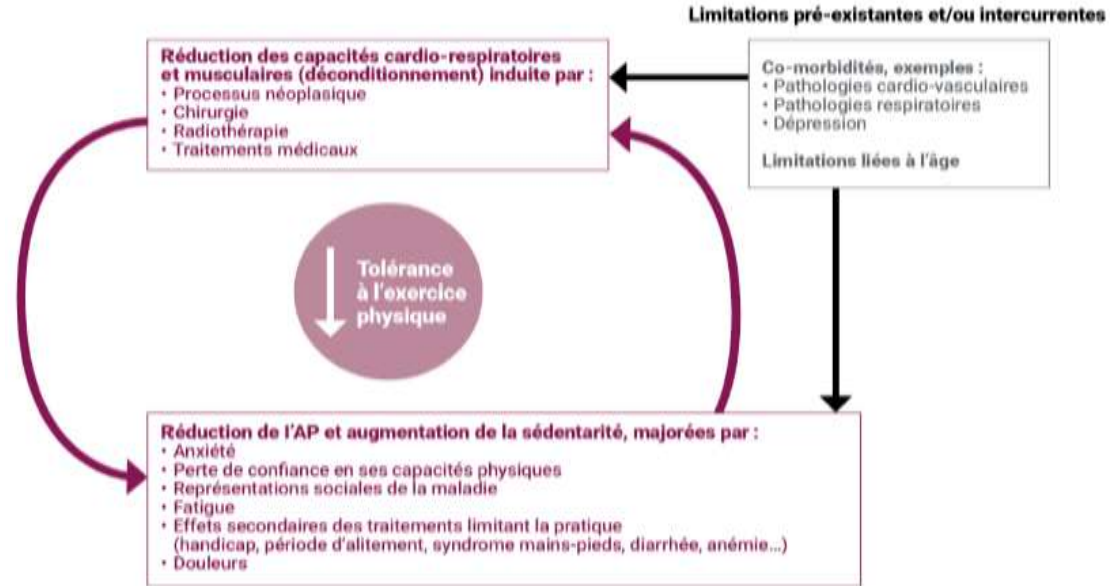 Limitations pré-existantes et/ou intercurrentes
Réduction des capacités cardio-respiratoires
et musculaires (déconditionnement) induite par :
• Processus néoplasique
• Chirurgie
• Radiothérapie
• Traitements médicaux
Co-morbidités, exemples :
• Pathologies cardio-vasculaires
• Pathologies respiratoires
• Dépression
Limitations liées à l'âge
Tolérance
à l'exercice
physique
Réduction de l'AP et augmentation de la sédentarité, majorées par :
• Anxiété
• Perte de confiance en ses capacités physiques
• Représentations sociales de la maladie
• Fatigue
• Effets secondaires des traitements limitant la pratique
(handicap, période d'alitement, syndrome mains-pieds, diarrhée, anémie...)
• Douleurs